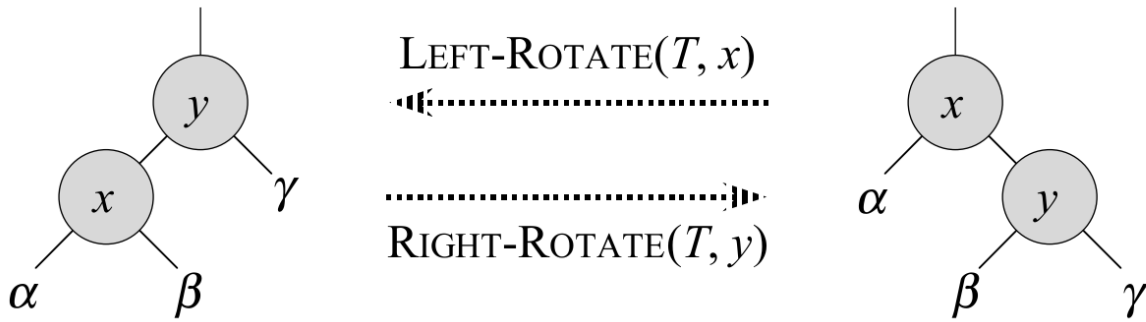 LEFT-ROTATE(T, x)
y
x
x
γ
α
y
RIGHT-ROTATE(T, y)
α
β
β
γ